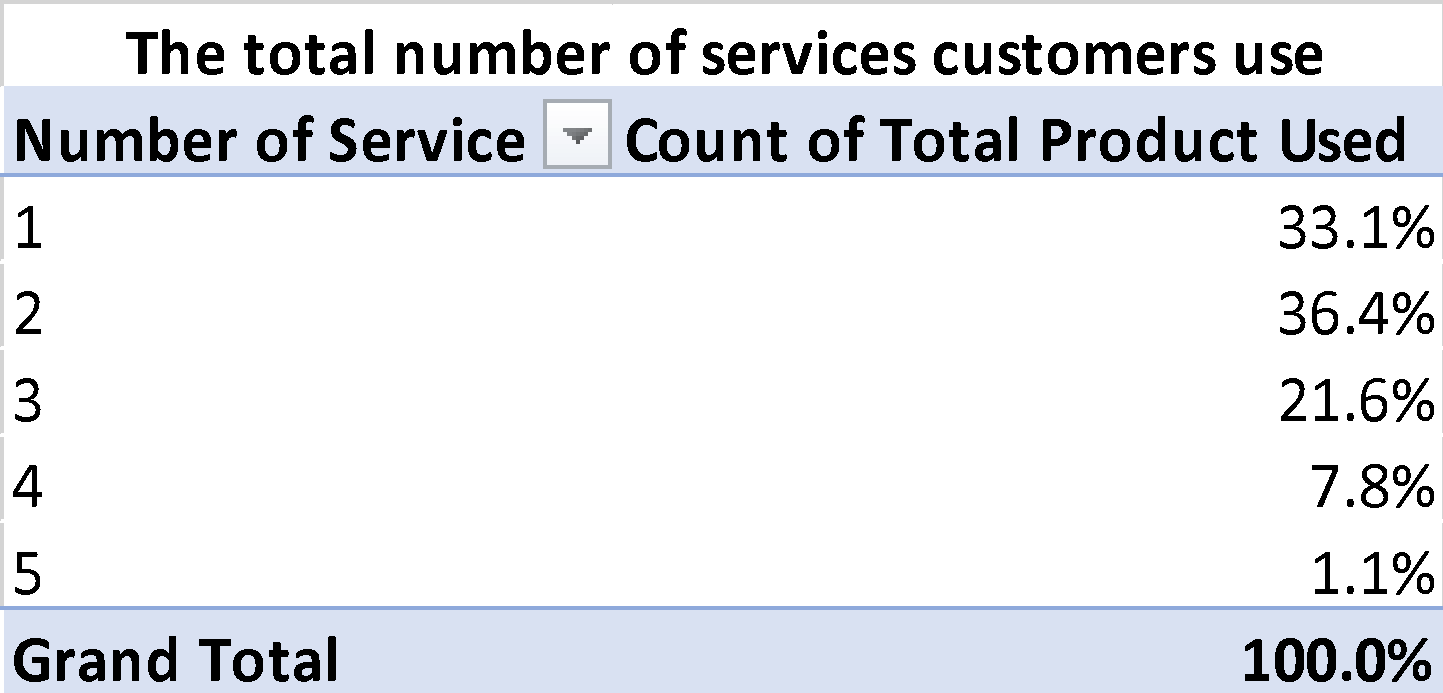 The total number of services customers use
Number of Service Count of Total Product Used
1 33.1%
2 36.4%
3 21.6%
4 7.8%
5 1.1%
Grand Total 100.0%